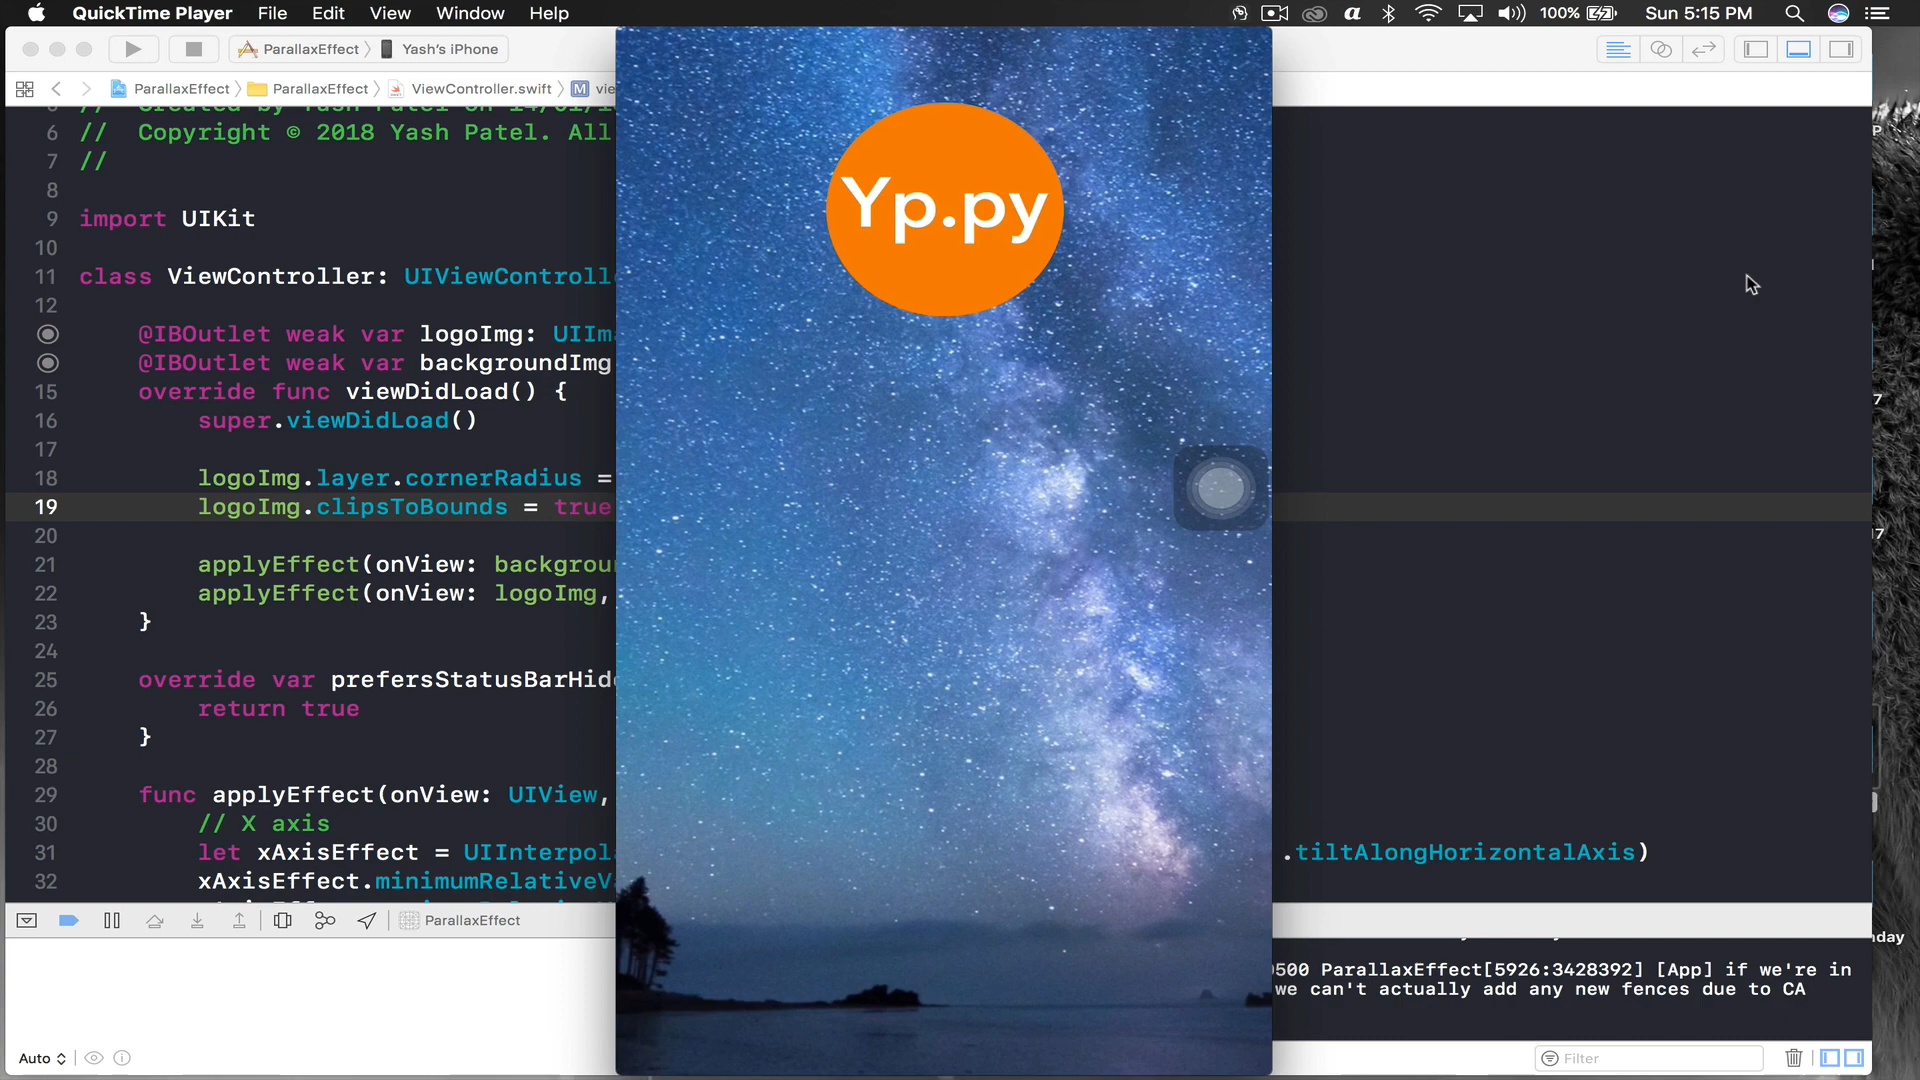 QuickTime Player File Edit View Window Help 100% Sun 5:15 PM
ParallaxEffect Yash's iPhone
ParallaxEffect ParallaxEffect ViewController.swift M
6 // Copyright © 2018 Yash Patel. All
7 //
8
9 import UIKit
10
11 class ViewController: UIViewControll
12
@IBOutlet weak var logoImg: UIIm
@IBOutlet weak var backgroundImg
15 override func viewDidLoad() {
16 super.viewDidLoad()
17
18 logoImg.layer.cornerRadius =
19 logoImg.clipsToBounds = true
20
21 applyEffect(onView: backgrou
22 applyEffect(onView: logoImg,
23 }
24
25 override var prefersStatusBarHid
26 return true
27 }
28
29 func applyEffect(onView: UIView,
30 // X axis
31 let xAxisEffect = UIInterpol .tiltAlongHorizontalAxis)
32 xAxisEffect.minimumRelativeV
Yp.py
ParallaxEffect
500 ParallaxEffect[5926:3428392] [App] if we're in
we can't actually add any new fences due to CA
Auto Filter